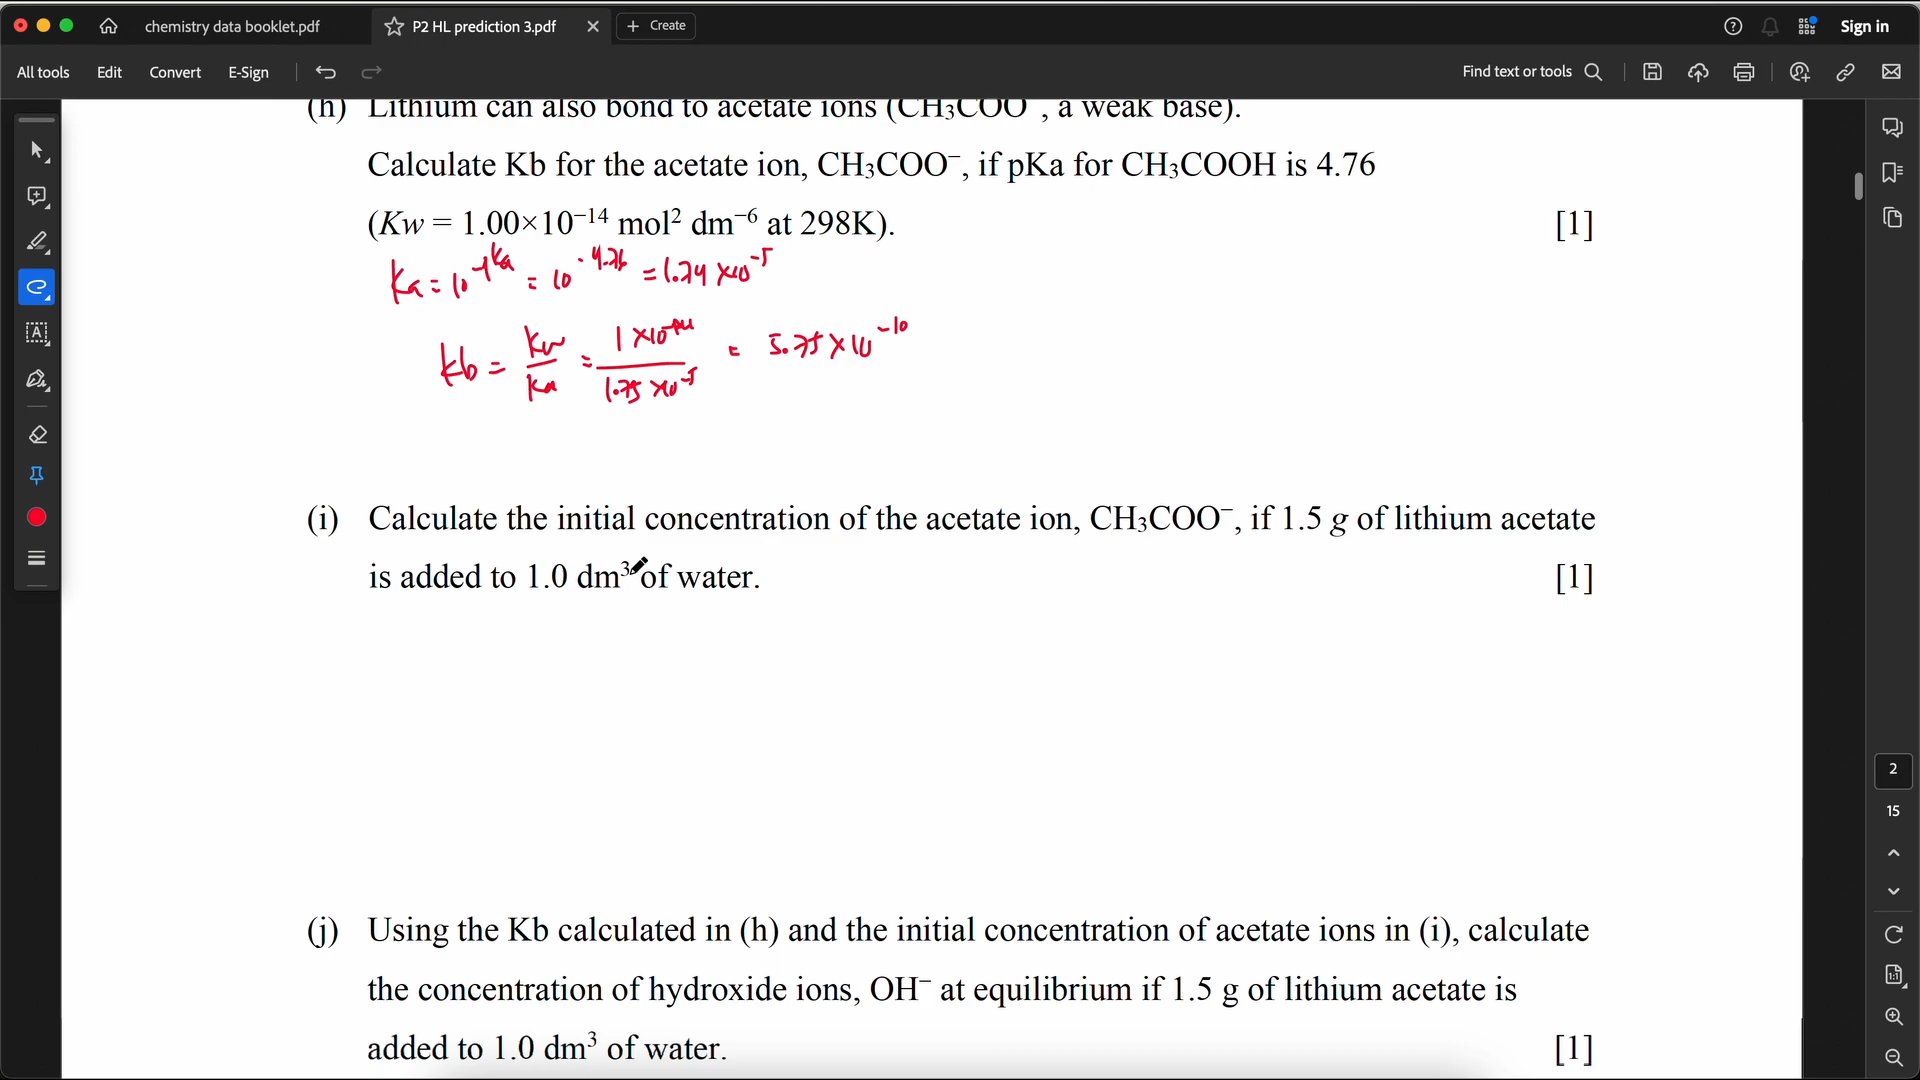 chemistry data booklet.pdf
P2 HL prediction 3.pdf
Create
Sign in
All tools
Edit
Convert
E-Sign
Find text or tools
(h) Lithium can also bond to acetate ions (CH₃COO⁻, a weak base).
Calculate Kb for the acetate ion, CH₃COO⁻, if pKa for CH₃COOH is 4.76
(Kw = 1.00×10⁻¹⁴ mol² dm⁻⁶ at 298K).
[1]
Ka = 10^-pKa = 10^-4.76 = 1.74 × 10⁻⁵
Kb = Kw/Ka = 1 × 10⁻¹⁴ / 1.75 × 10⁻⁵ = 5.75 × 10⁻¹⁰
(i) Calculate the initial concentration of the acetate ion, CH₃COO⁻, if 1.5 g of lithium acetate
is added to 1.0 dm³ of water.
[1]
(j) Using the Kb calculated in (h) and the initial concentration of acetate ions in (i), calculate
the concentration of hydroxide ions, OH⁻ at equilibrium if 1.5 g of lithium acetate is
added to 1.0 dm³ of water.
[1]
2
15